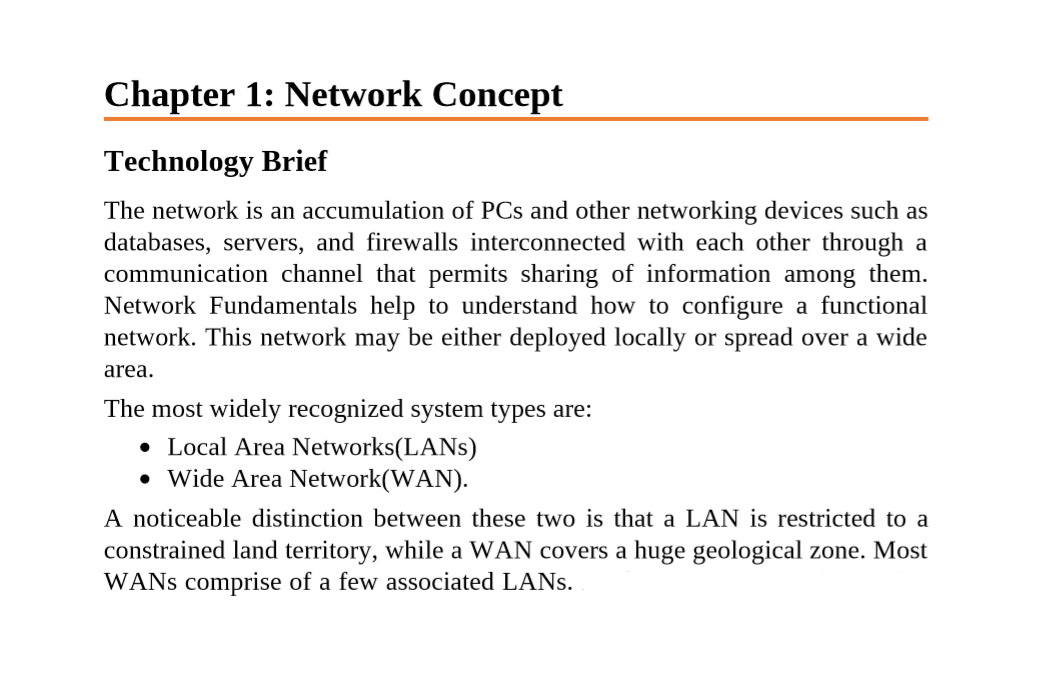 Chapter 1: Network Concept
Technology Brief
The network is an accumulation of PCs and other networking devices such as
databases, servers, and firewalls interconnected with each other through a
communication channel that permits sharing of information among them.
Network Fundamentals help to understand how to configure a functional
network. This network may be either deployed locally or spread over a wide
area.
The most widely recognized system types are:
• Local Area Networks(LANs)
• Wide Area Network(WAN).
A noticeable distinction between these two is that a LAN is restricted to a
constrained land territory, while a WAN covers a huge geological zone. Most
WANs comprise of a few associated LANs.